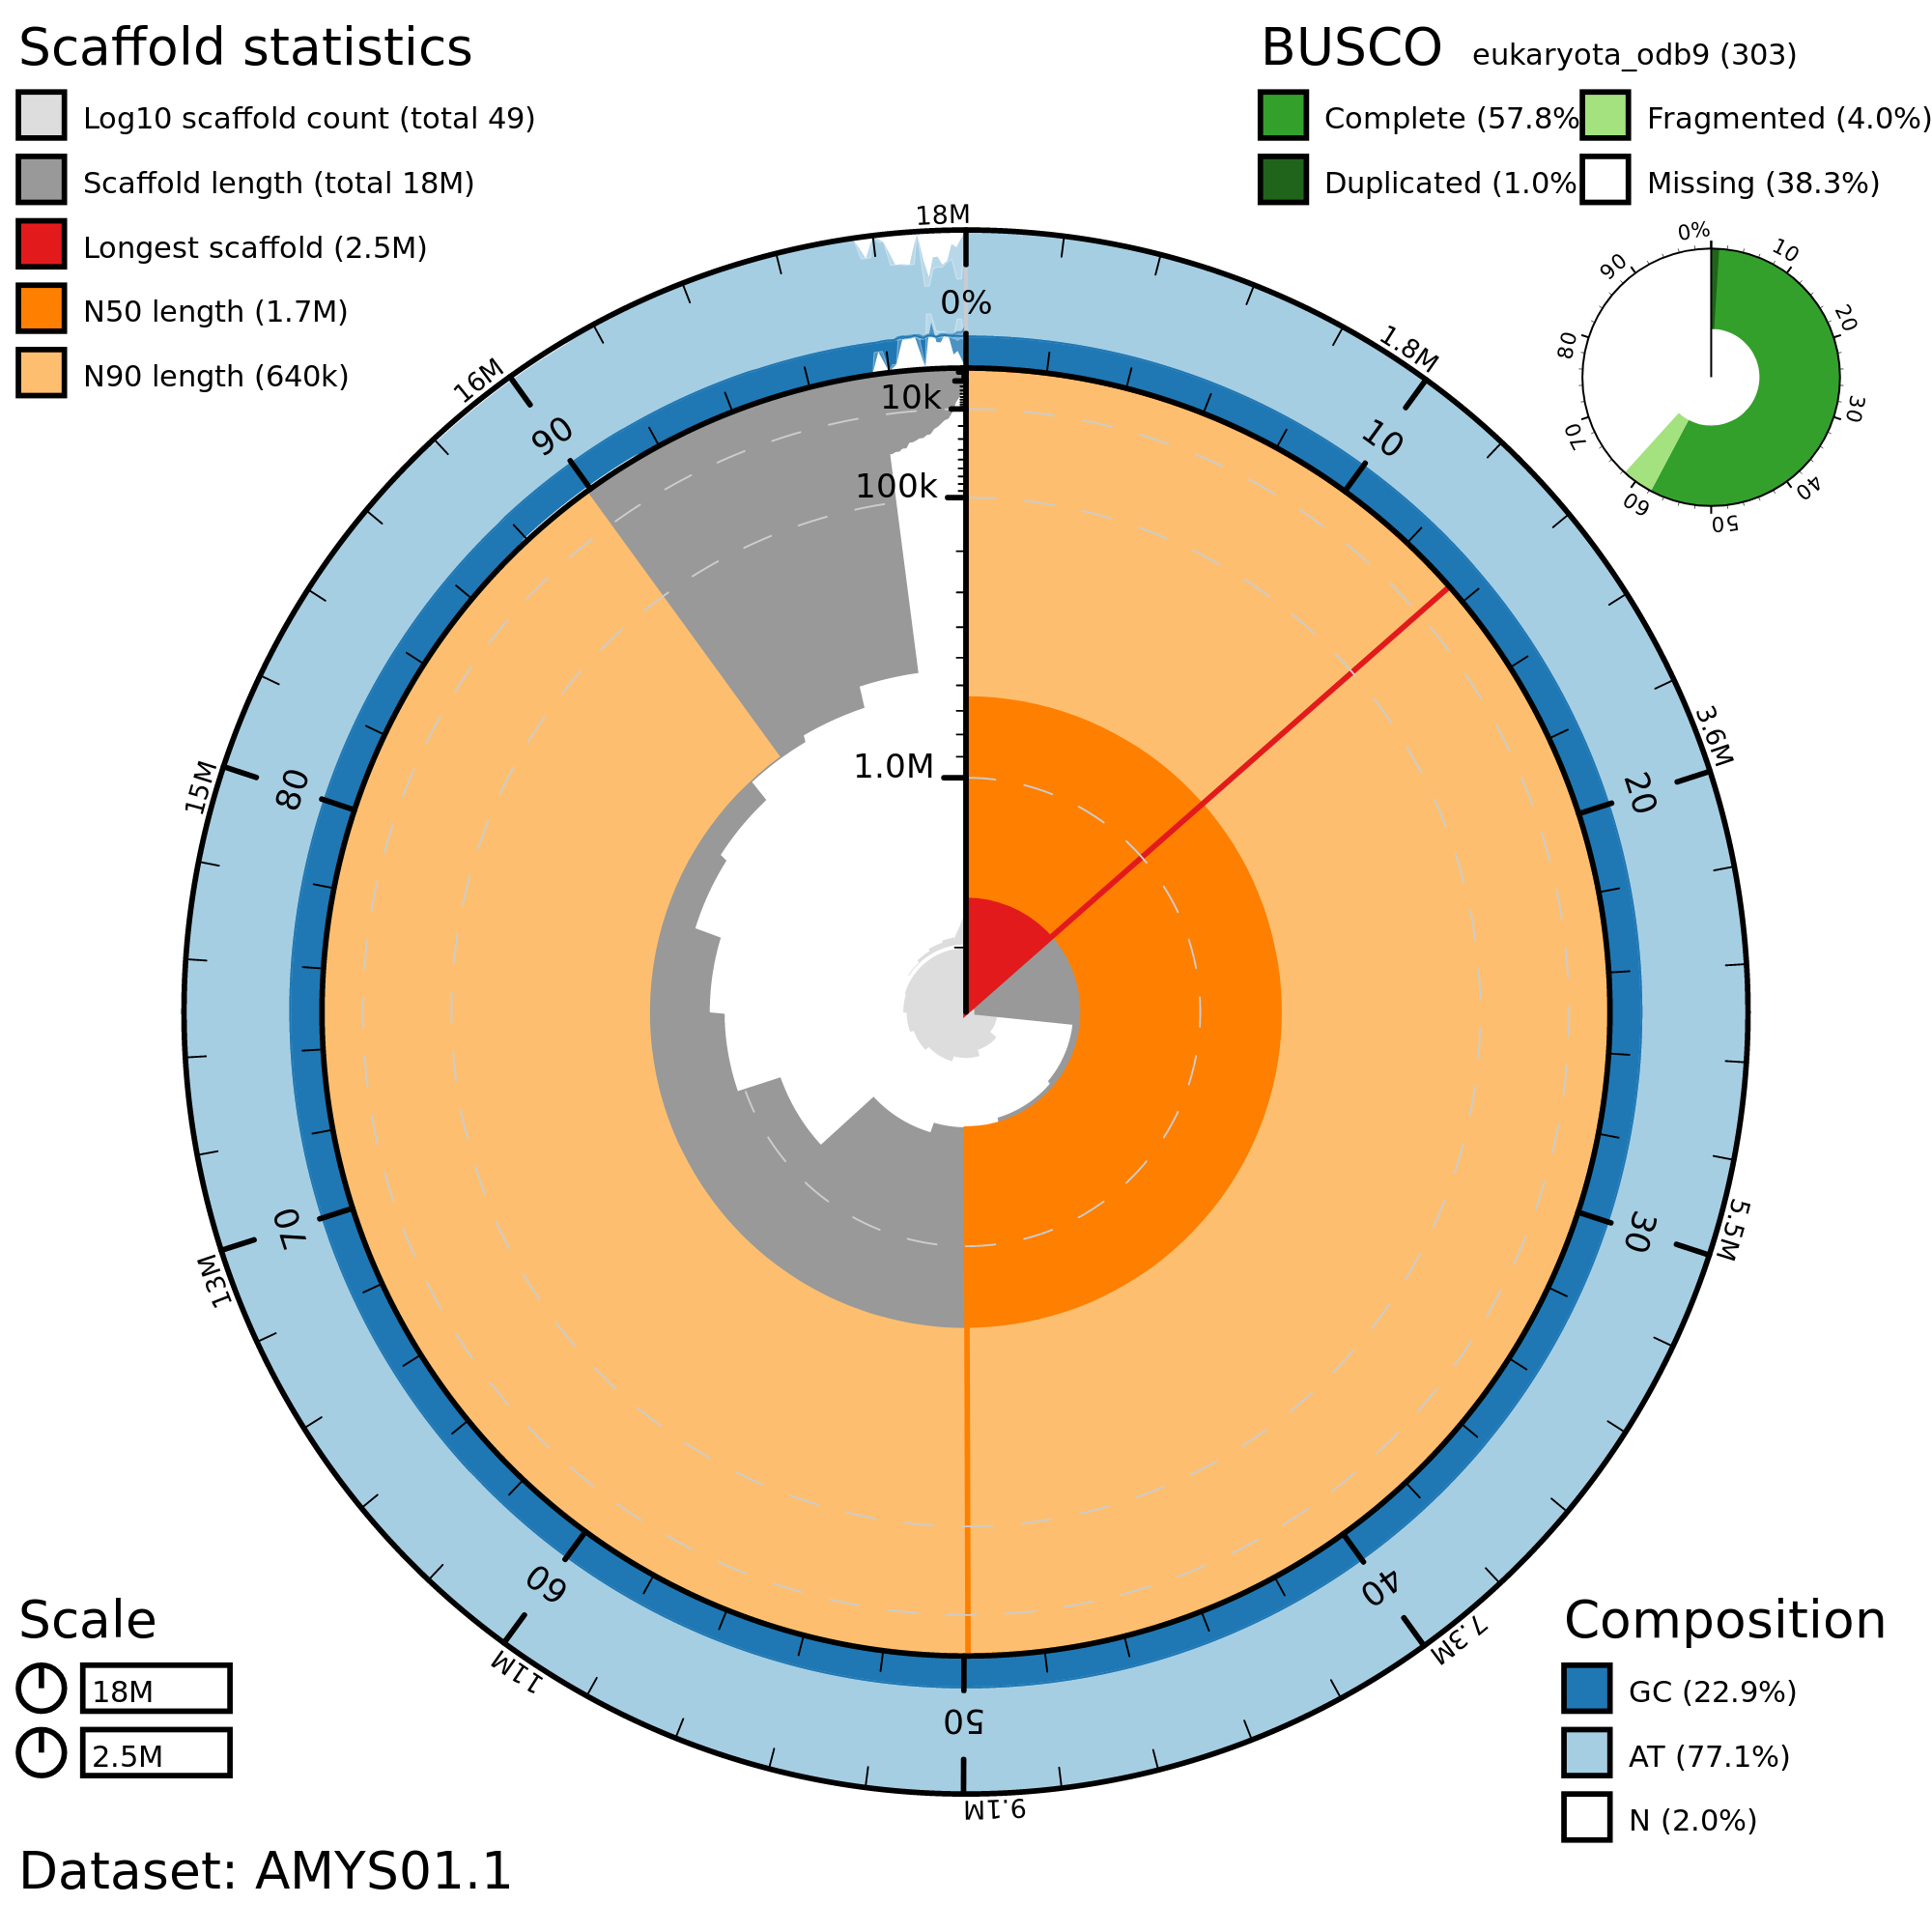 Scaffold statistics
Log10 scaffold count (total 49)
Scaffold length (total 18M)
Longest scaffold (2.5M)
N50 length (1.7M)
N90 length (640k)
BUSCO eukaryota_odb9 (303)
Complete (57.8%
Fragmented (4.0%)
Duplicated (1.0%
Missing (38.3%)
0%
10
20
30
40
50
60
70
80
90
18M
1.8M
3.6M
5.5M
7.3M
9.1M
11M
13M
15M
16M
0%
10
20
30
40
50
60
70
80
90
10k
100k
1.0M
Scale
18M
2.5M
Composition
GC (22.9%)
AT (77.1%)
N (2.0%)
Dataset: AMYS01.1